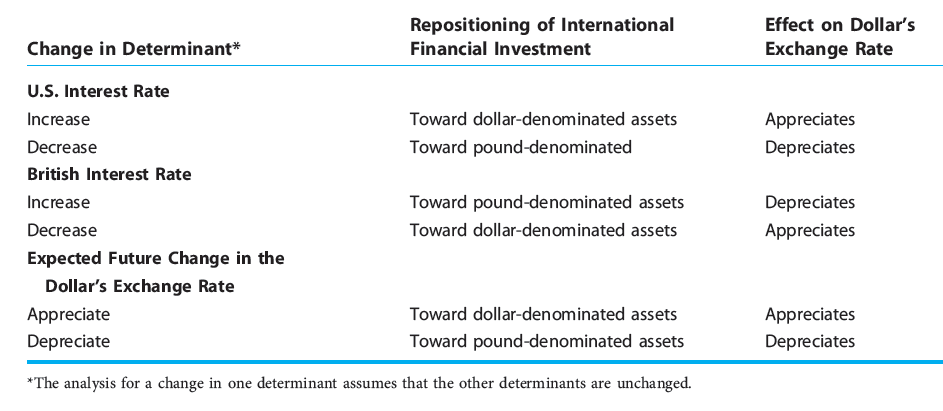 Change in Determinant* Repositioning of International Financial Investment Effect on Dollar's Exchange Rate
U.S. Interest Rate
Increase Toward dollar-denominated assets Appreciates
Decrease Toward pound-denominated Depreciates
British Interest Rate
Increase Toward pound-denominated assets Depreciates
Decrease Toward dollar-denominated assets Appreciates
Expected Future Change in the
Dollar's Exchange Rate
Appreciate Toward dollar-denominated assets Appreciates
Depreciate Toward pound-denominated assets Depreciates
*The analysis for a change in one determinant assumes that the other determinants are unchanged.